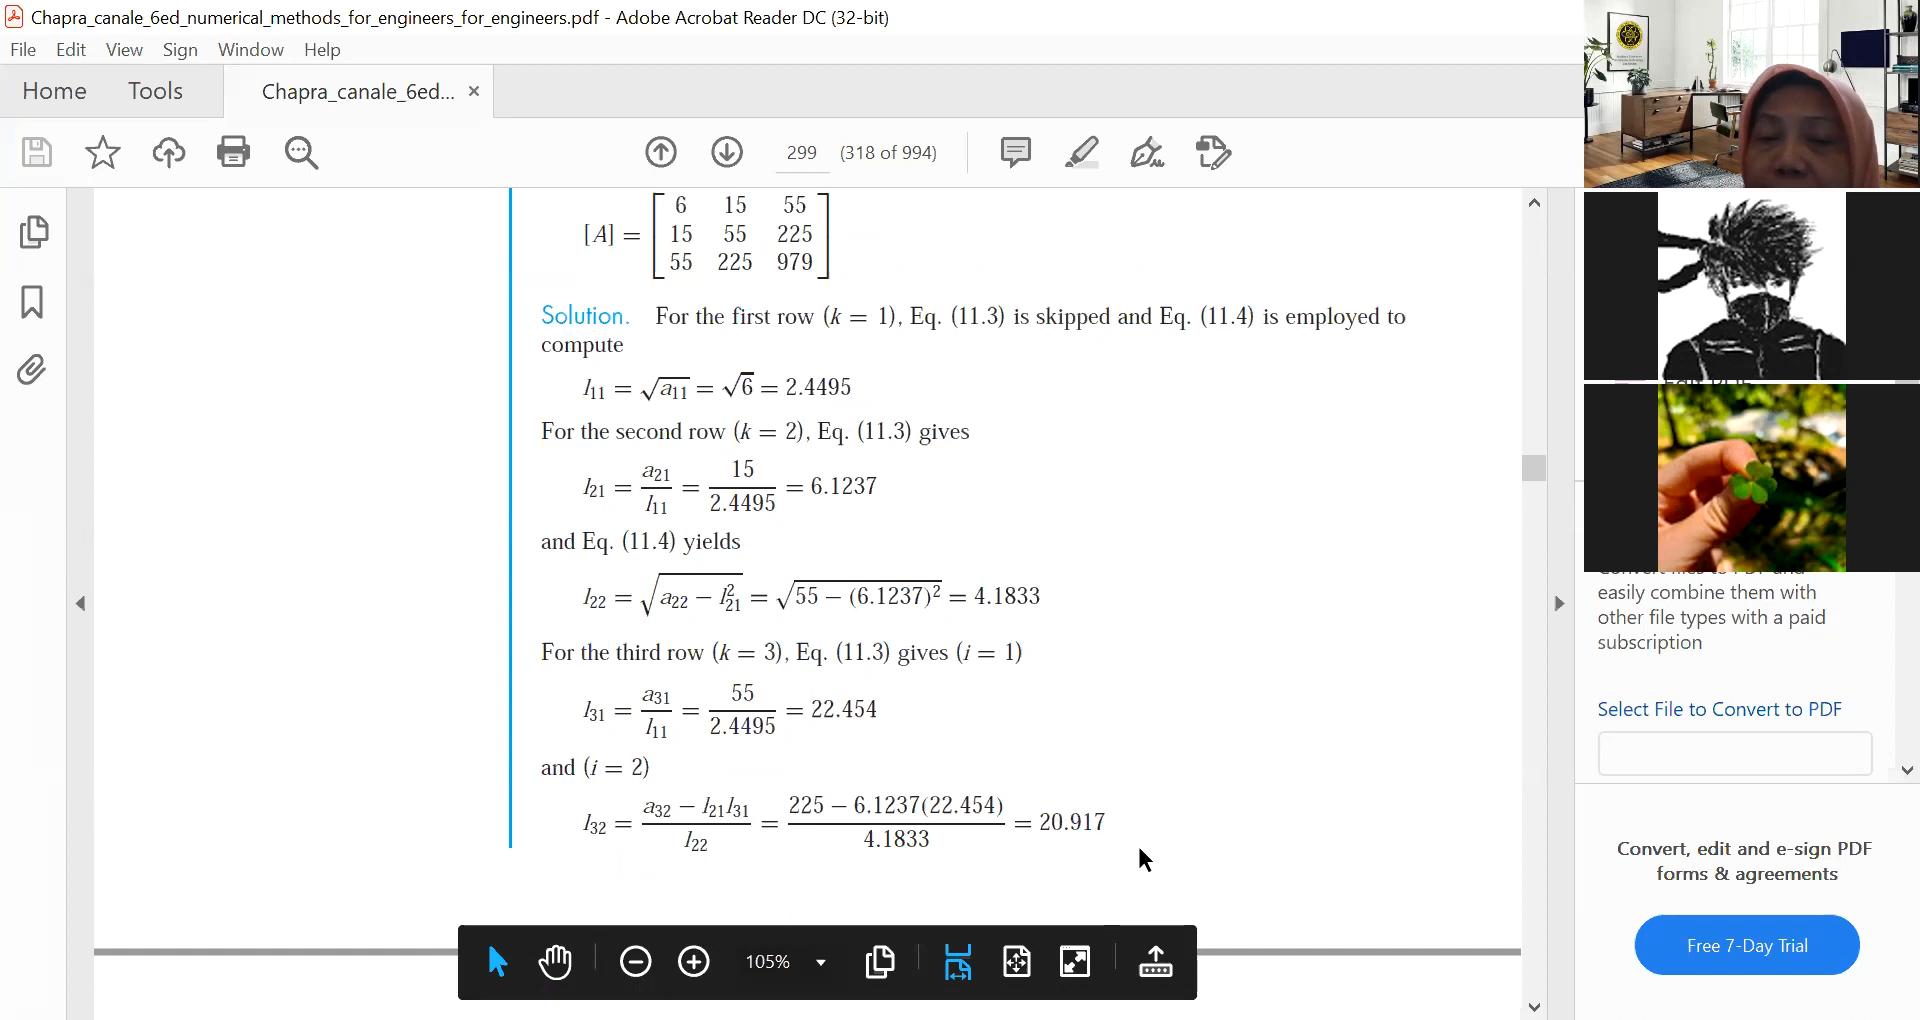 Chapra_canale_6ed_numerical_methods_for_engineers_for_engineers.pdf - Adobe Acrobat Reader DC (32-bit)
File Edit View Sign Window Help
Home Tools Chapra_canale_6ed... ×
299 (318 of 994)
[A] = [6 15 55
15 55 225
55 225 979]
Solution. For the first row (k = 1), Eq. (11.3) is skipped and Eq. (11.4) is employed to
compute
l11 = √a11 = √6 = 2.4495
For the second row (k = 2), Eq. (11.3) gives
l21 = a21/l11 = 15/2.4495 = 6.1237
and Eq. (11.4) yields
l22 = √(a22 − l21²) = √(55 − (6.1237)²) = 4.1833
For the third row (k = 3), Eq. (11.3) gives (i = 1)
l31 = a31/l11 = 55/2.4495 = 22.454
and (i = 2)
l32 = (a32 − l21l31)/l22 = (225 − 6.1237(22.454))/4.1833 = 20.917
105%
easily combine them with
other file types with a paid
subscription
Select File to Convert to PDF
Convert, edit and e-sign PDF
forms & agreements
Free 7-Day Trial